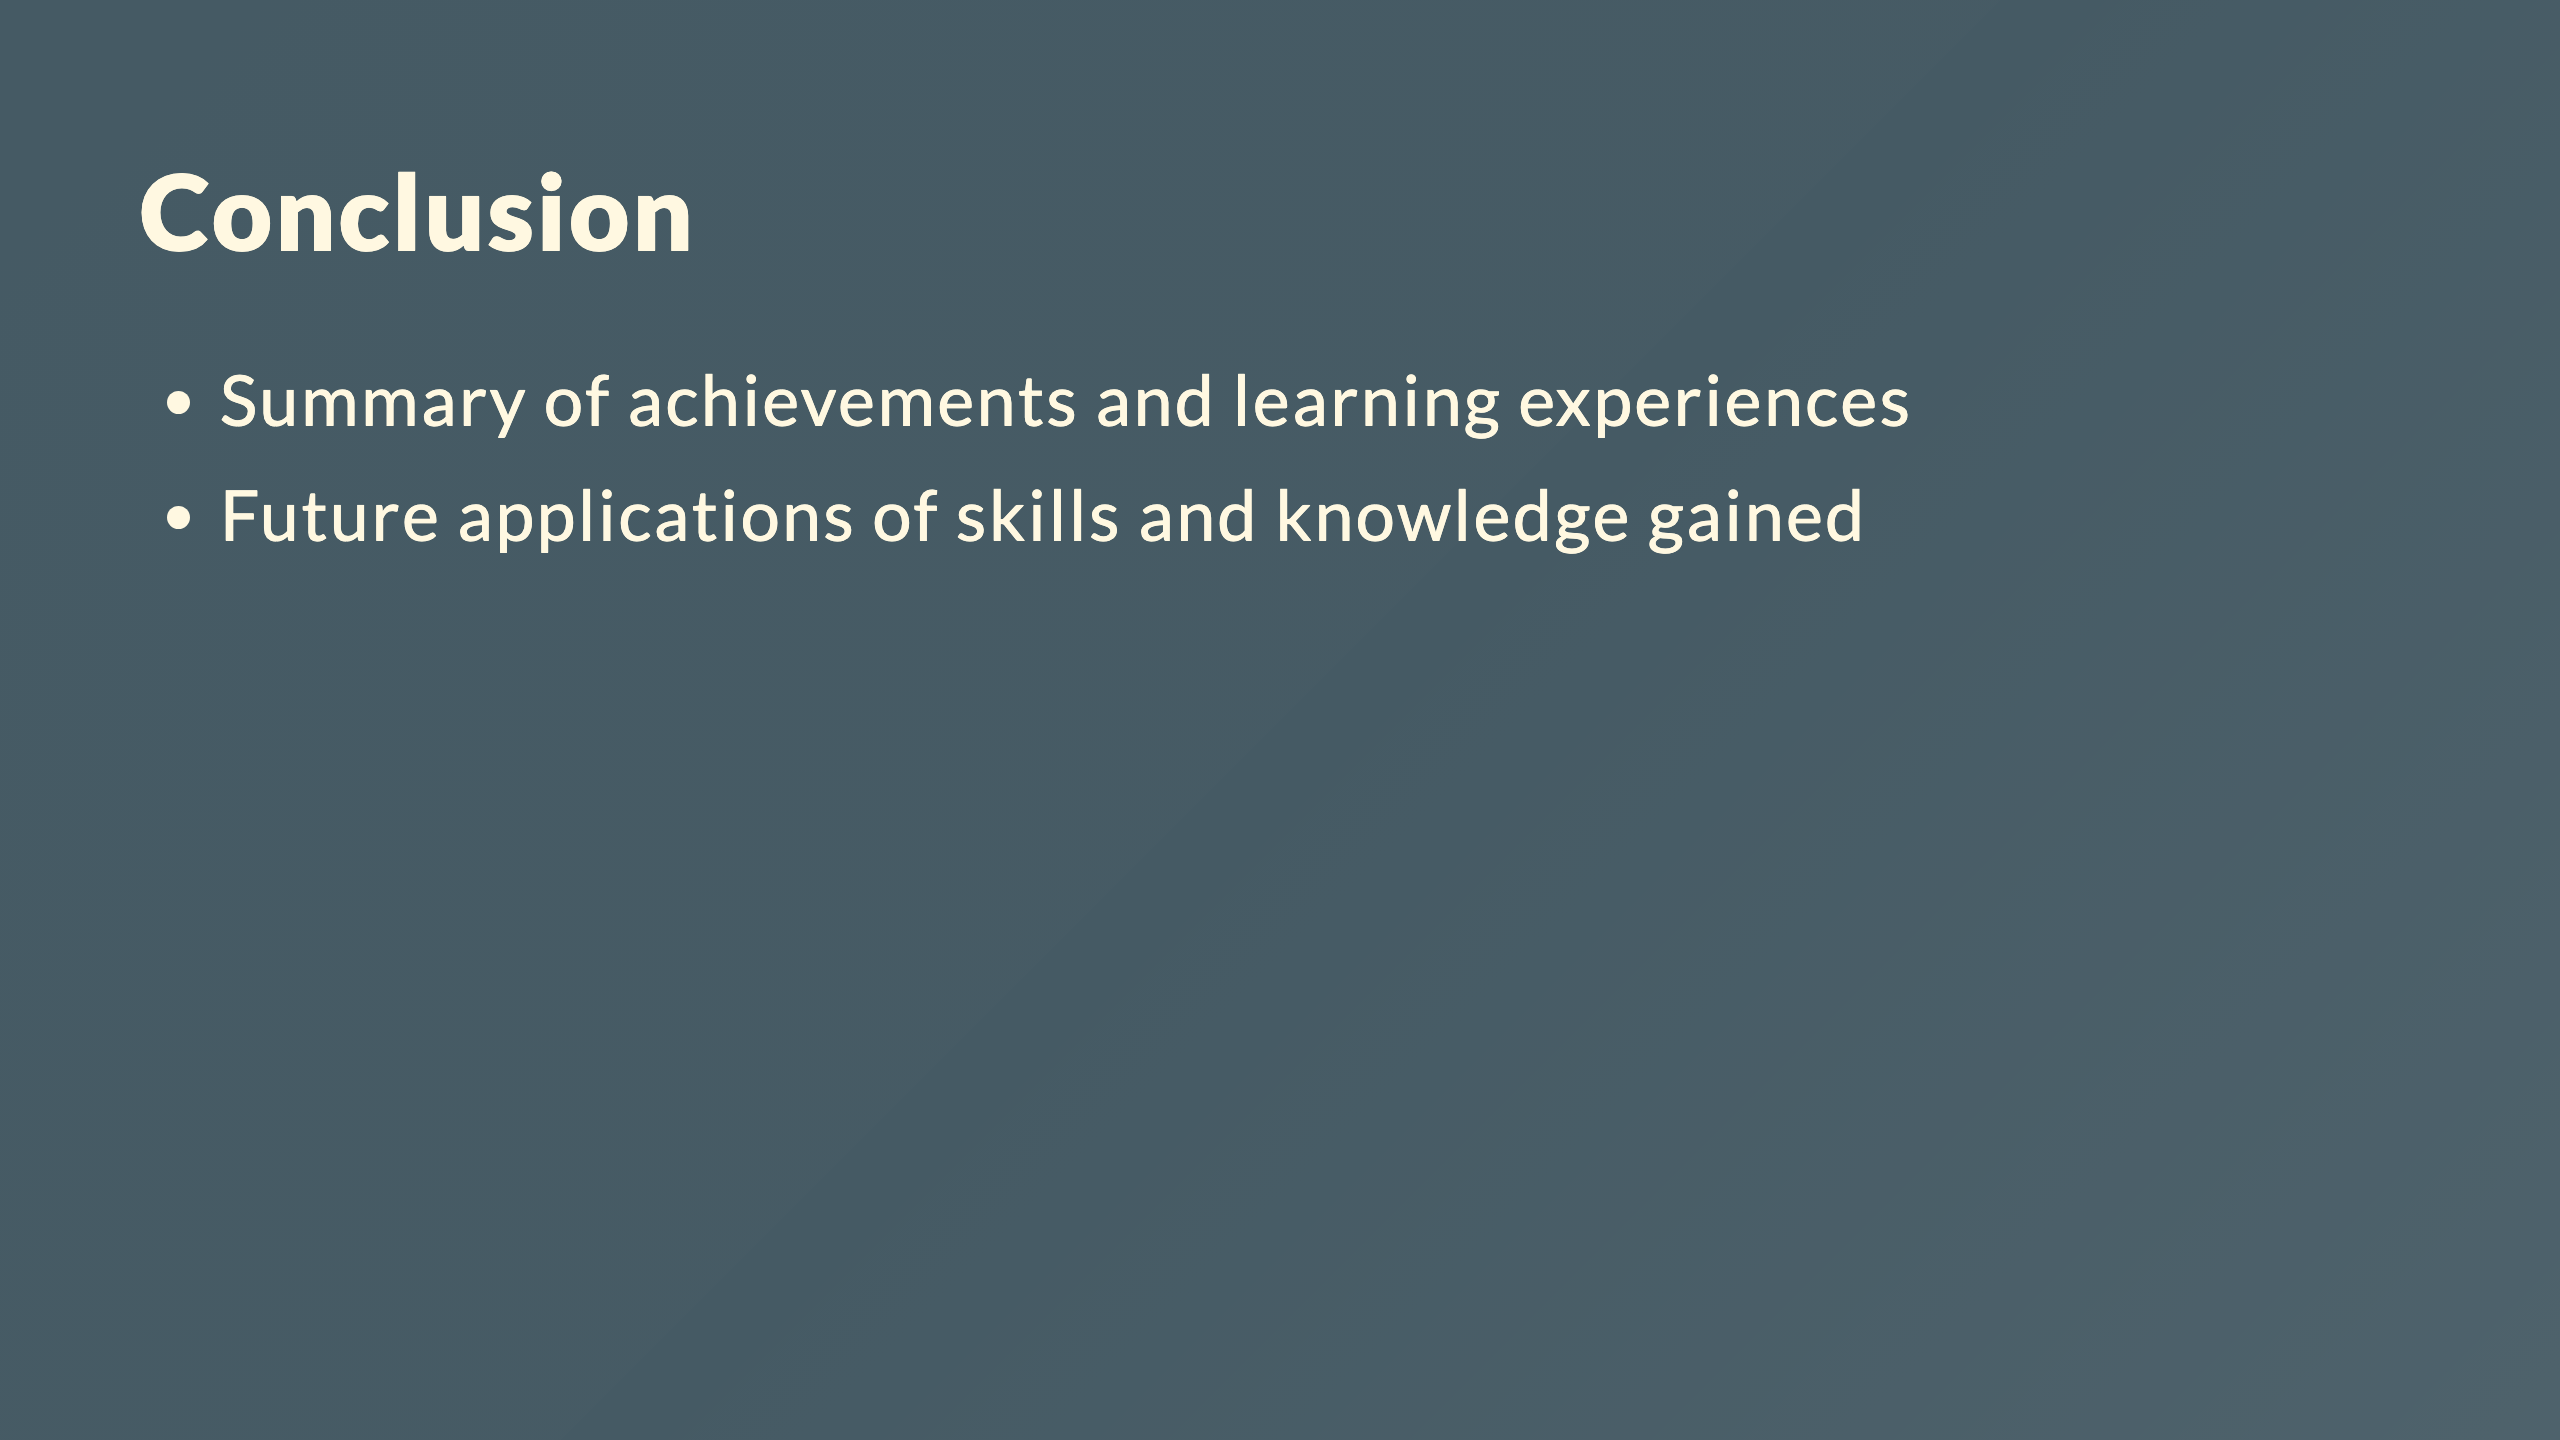 Conclusion
• Summary of achievements and learning experiences
• Future applications of skills and knowledge gained